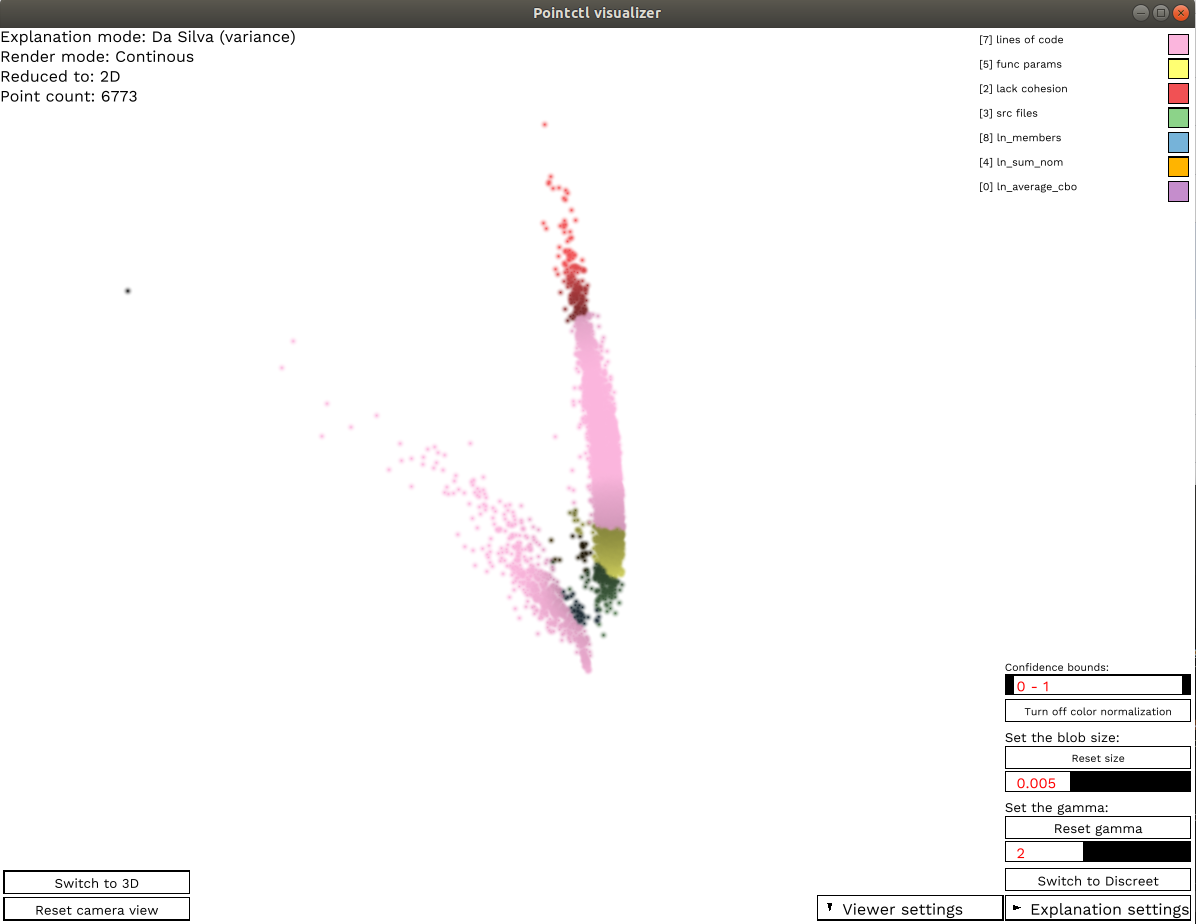 Pointctl visualizer
Explanation mode: Da Silva (variance)
Render mode: Continous
Reduced to: 2D
Point count: 6773
[7] lines of code
[5] func params
[2] lack cohesion
[3] src files
[8] ln_members
[4] ln_sum_nom
[0] ln_average_cbo
Confidence bounds:
0 - 1
Turn off color normalization
Set the blob size:
Reset size
0.005
Set the gamma:
Reset gamma
2
Switch to Discreet
Switch to 3D
Reset camera view
Viewer settings
Explanation settings